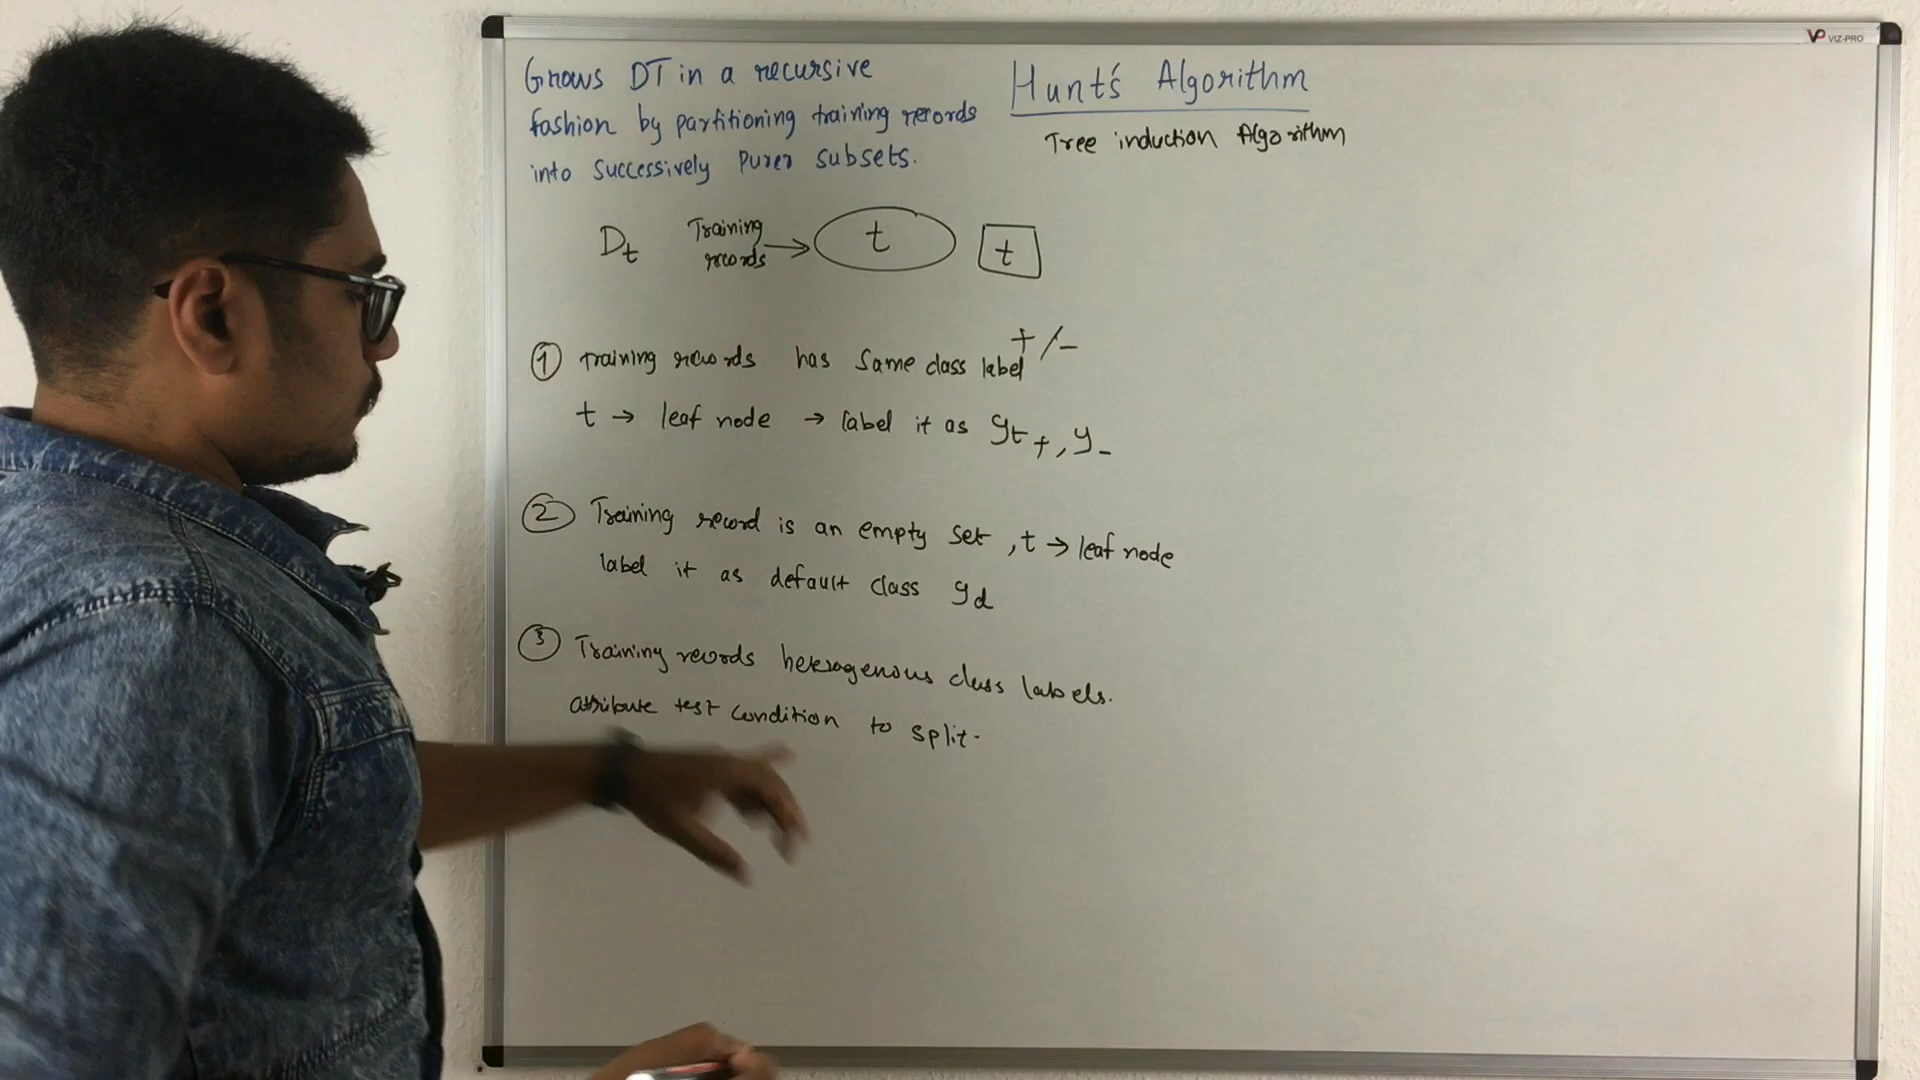 Grows DT in a recursive
fashion by partitioning training records
into successively purer subsets.
Hunt's Algorithm
Tree induction Algorithm
VP VIZ-PRO
Dt Training records → t t
① Training records has same class label + / -
t → leaf node → label it as yt +, y-
② Training record is an empty set, t → leaf node
label it as default class yd
③ Training records heterogenous class labels.
attribute test condition to split.